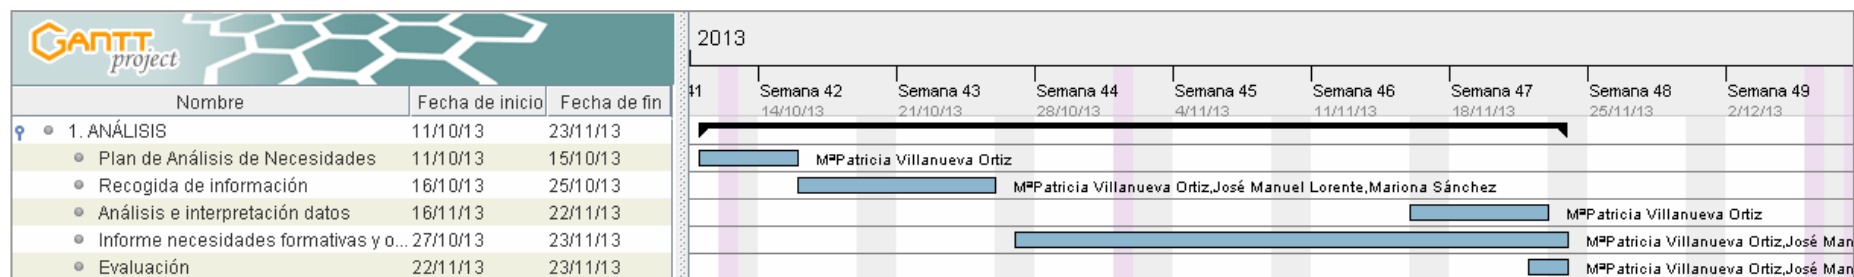 GANTT
project
2013
41 Semana 42 Semana 43 Semana 44 Semana 45 Semana 46 Semana 47 Semana 48 Semana 49
14/10/13 21/10/13 28/10/13 4/11/13 11/11/13 18/11/13 25/11/13 2/12/13
Nombre Fecha de inicio Fecha de fin
1. ANÁLISIS 11/10/13 23/11/13
Plan de Análisis de Necesidades 11/10/13 15/10/13 MªPatricia Villanueva Ortiz
Recogida de información 16/10/13 25/10/13 MªPatricia Villanueva Ortiz,José Manuel Lorente,Mariona Sánchez
Análisis e interpretación datos 16/11/13 22/11/13 MªPatricia Villanueva Ortiz
Informe necesidades formativas y o... 27/10/13 23/11/13 MªPatricia Villanueva Ortiz,José Man
Evaluación 22/11/13 23/11/13 MªPatricia Villanueva Ortiz,José Man